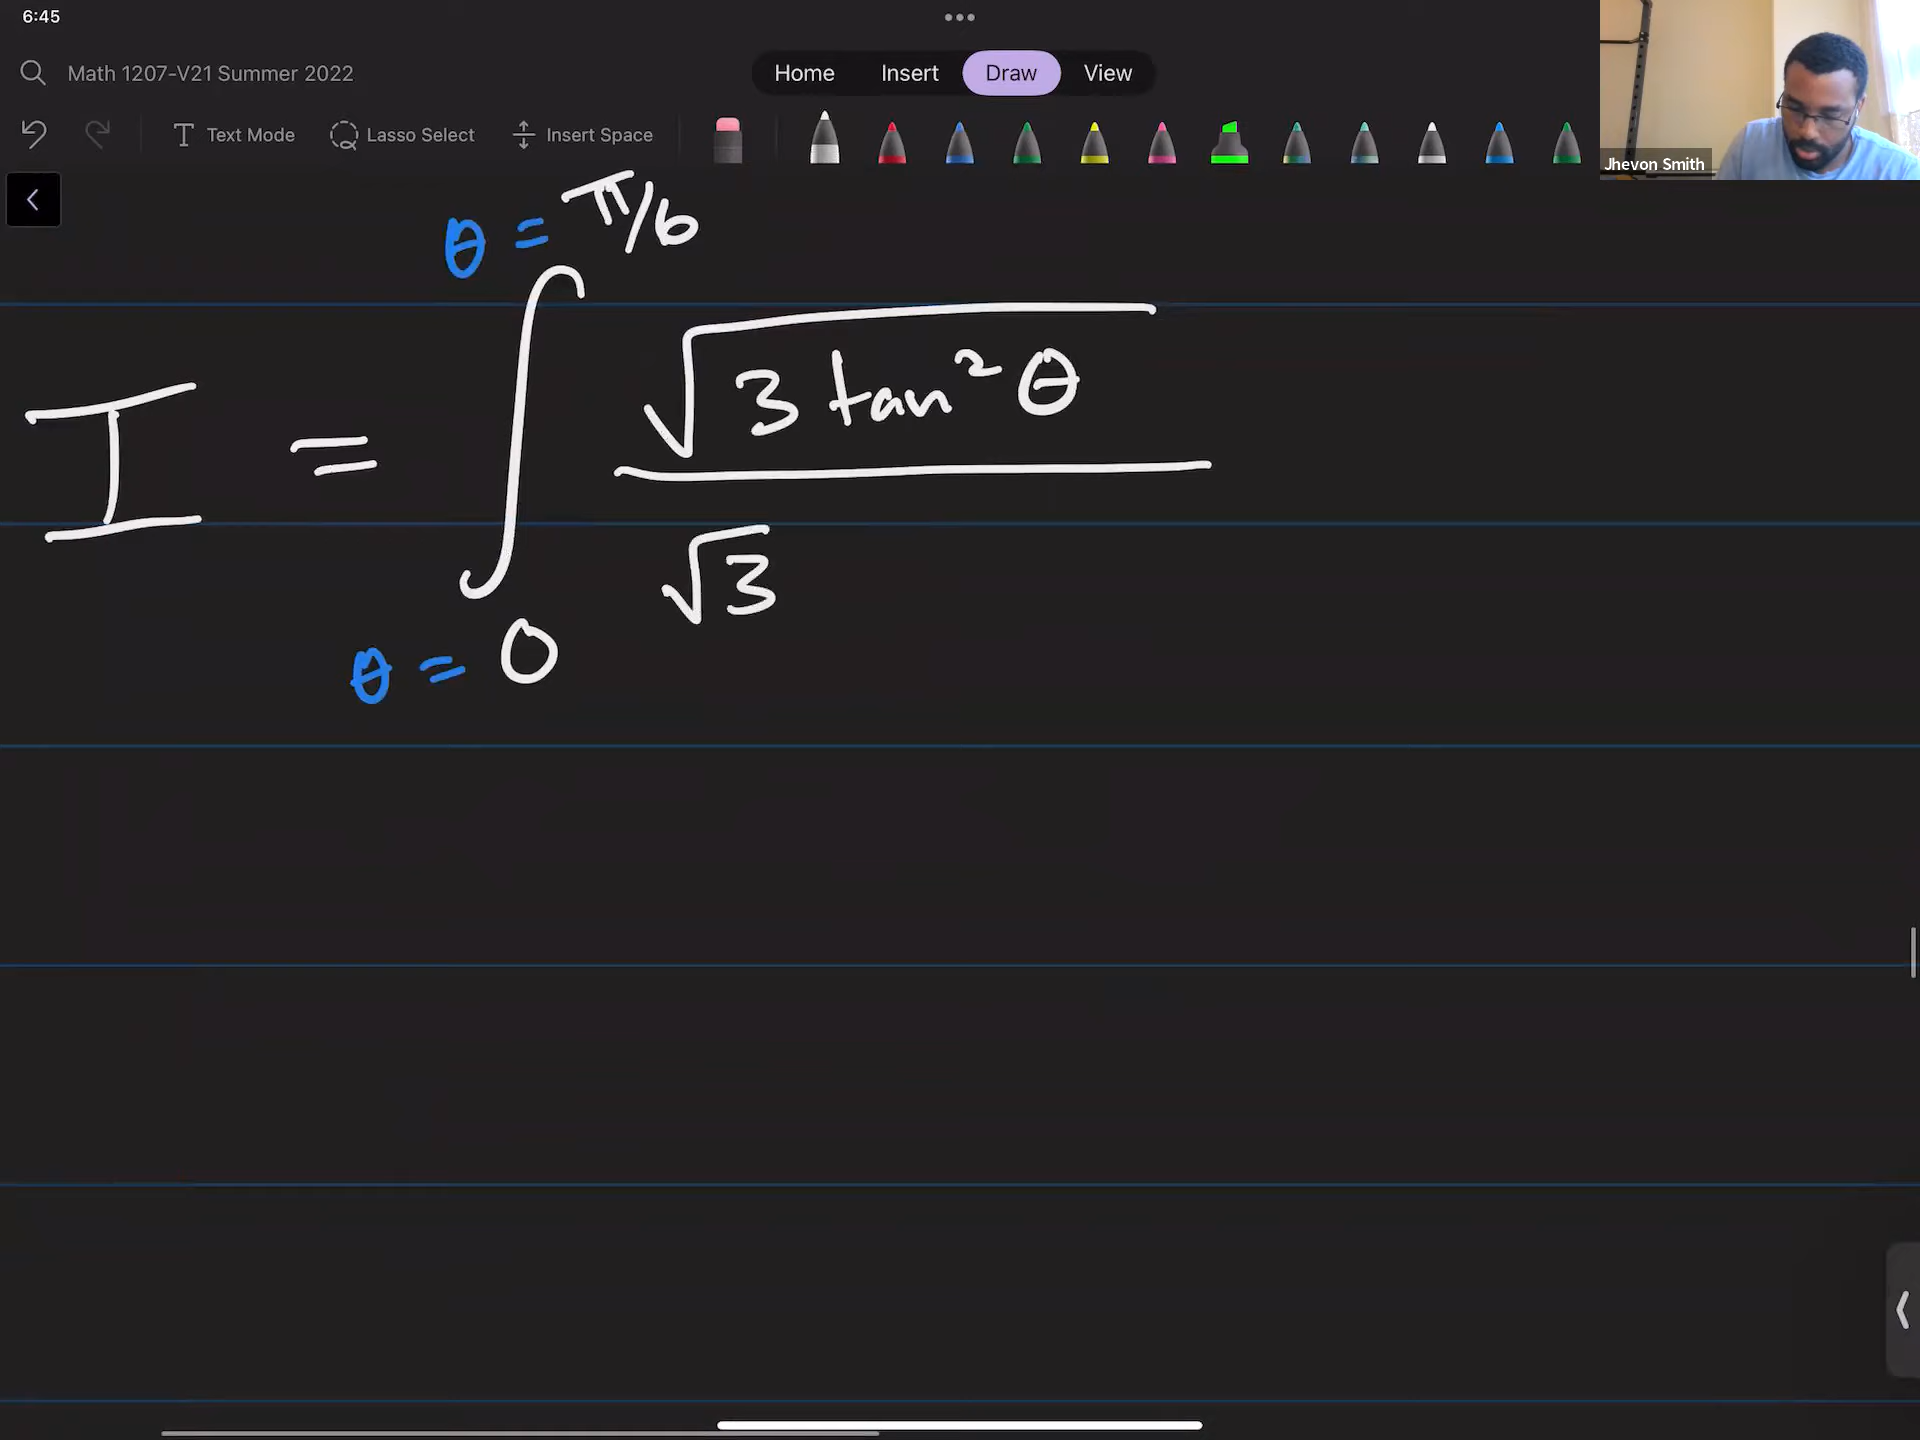 6:45
Math 1207-V21 Summer 2022
Home Insert Draw View
Text Mode Lasso Select Insert Space
Jhevon Smith
θ = π/6
I = ∫ √(3 tan² θ)
√3
θ = 0